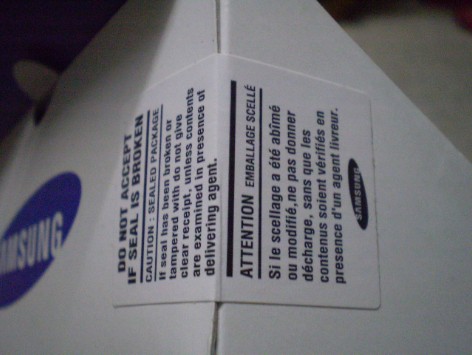 DO NOT ACCEPT
IF SEAL IS BROKEN
CAUTION : SEALED PACKAGE
If seal has been broken or
tampered with do not give
clear receipt, unless contents
are examined in presence of
delivering agent.
ATTENTION EMBALLAGE SCELLÉ
Si le scellage a été abîmé
ou modifié,ne pas donner
décharge, sans que les
contenus soient vérifiés en
presence d'un agent livreur.
SAMSUNG